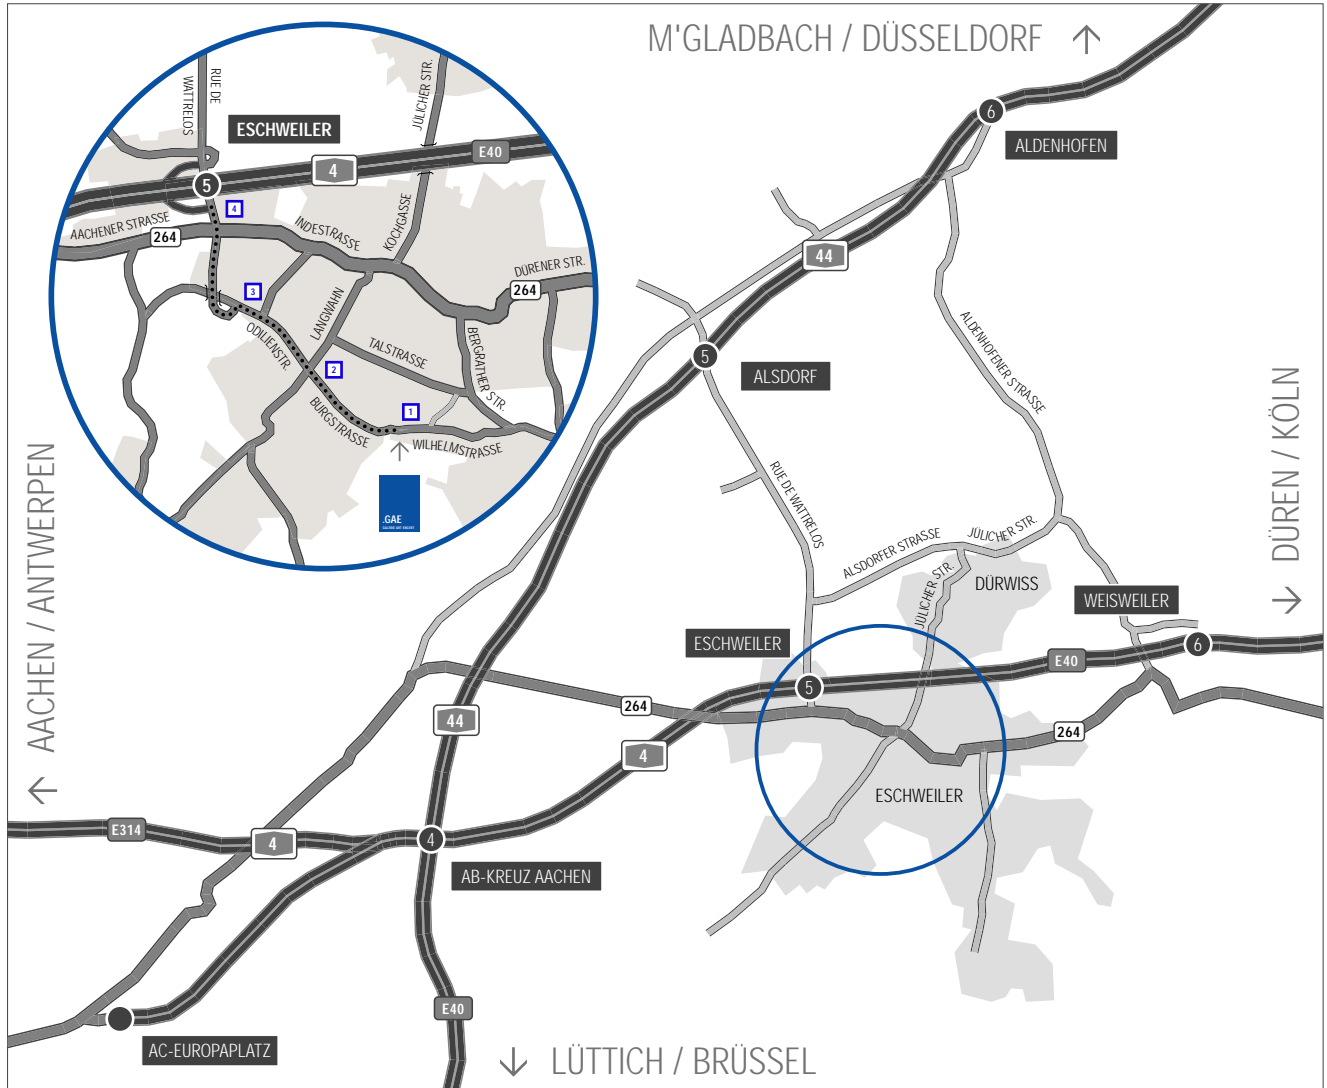 M'GLADBACH / DÜSSELDORF ↑
RUE DE
WATTRELOS
JÜLICHER STR.
ESCHWEILER
4
E40
5
4
AACHENER STRASSE
264
INDESTRASSE
KOCHGASSE
DÜRENER STR.
264
3
ODILIENSTR.
LANGWAHN
TALSTRASSE
BERGRATHER STR.
2
BURGSTRASSE
1
WILHELMSTRASSE
↑
.GAE
GALERIE ART ENGERT
6
ALDENHOFEN
44
5
ALSDORF
ALDENHOFENER STRASSE
RUE DE WATTRELOS
ALSDORFER STRASSE
JÜLICHER STR.
JÜLICHER STR.
DÜRWISS
WEISWEILER
← AACHEN / ANTWERPEN
→ DÜREN / KÖLN
ESCHWEILER
5
E40
6
264
44
4
264
ESCHWEILER
E314
4
4
AB-KREUZ AACHEN
E40
AC-EUROPAPLATZ
↓ LÜTTICH / BRÜSSEL